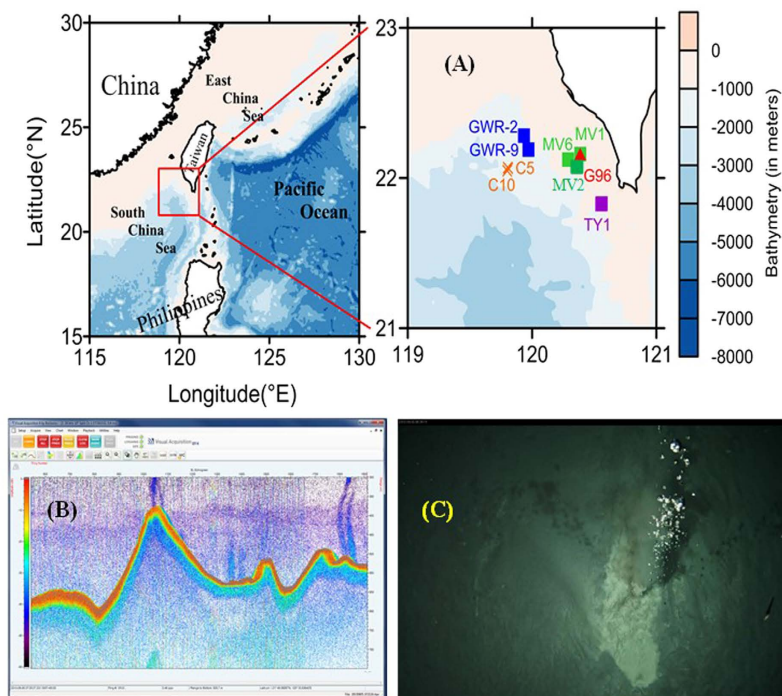 30
25
20
15
Latitude(°N)
China
East
China
Sea
Taiwan
Pacific
Ocean
South
China
Sea
Philippines
115
120
125
130
Longitude(°E)
23
22
21
(A)
GWR-2
GWR-9
C5
C10
MV1
MV6
MV2
G96
TY1
119
120
121
0
-1000
-2000
-3000
-4000
-5000
-6000
-7000
-8000
Bathymetry (in meters)
(B)
Visual Acquisition
(C)